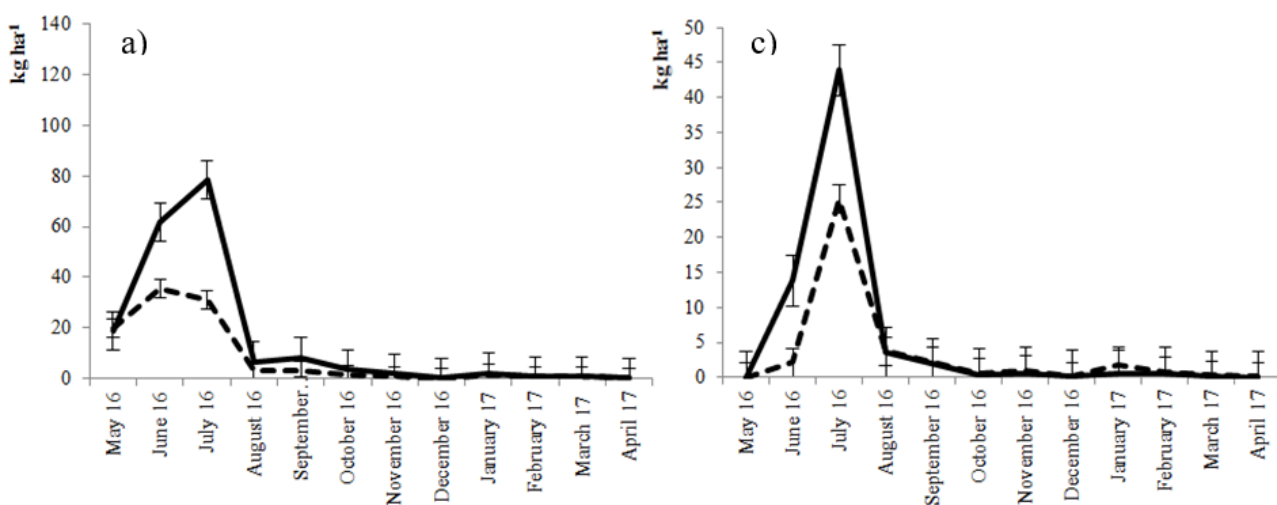 a)
kg ha⁻¹
140
120
100
80
60
40
20
0
May 16
June 16
July 16
August 16
September .
October 16
November 16
December 16
January 17
February 17
March 17
April 17
c)
kg ha⁻¹
50
45
40
35
30
25
20
15
10
5
0
May 16
June 16
July 16
August 16
September 16
October 16
November 16
December 16
January 17
February 17
March 17
April 17